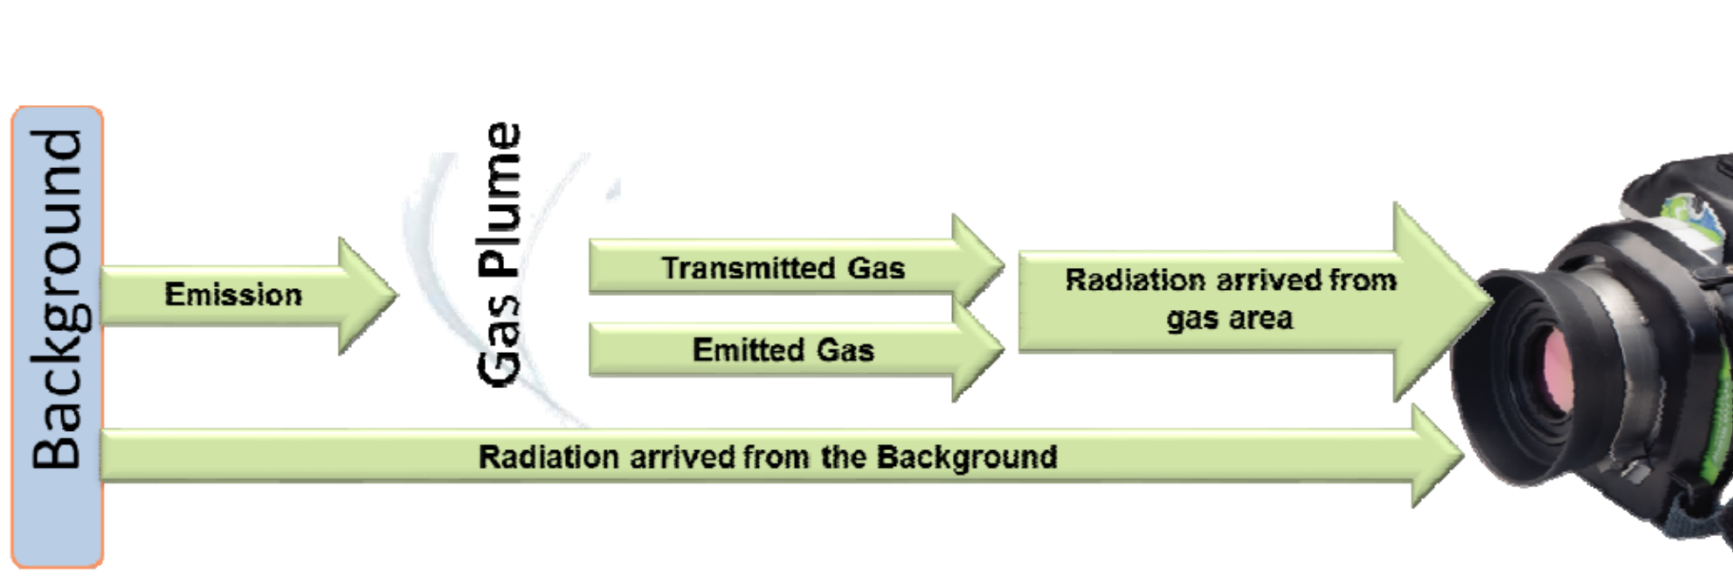 Background
Emission
Gas Plume
Transmitted Gas
Emitted Gas
Radiation arrived from
gas area
Radiation arrived from the Background